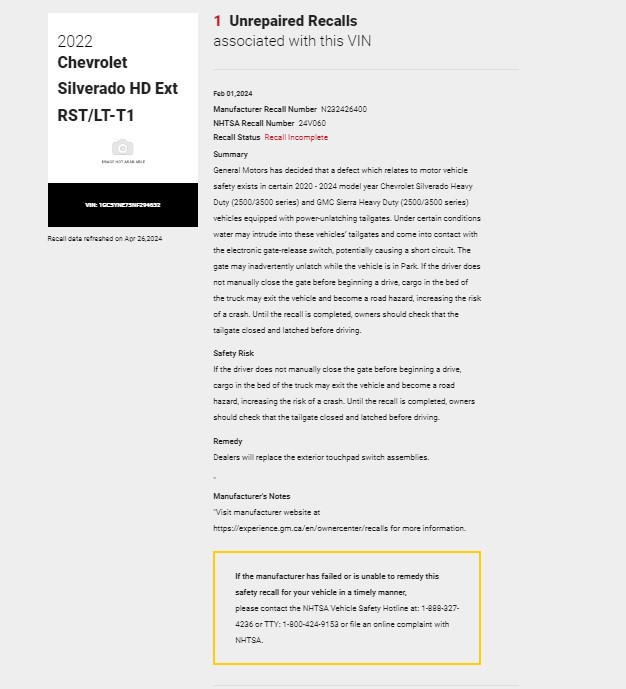 2022
Chevrolet
Silverado HD Ext
RST/LT-T1
IMAGE NOT AVAILABLE
VIN: 1GC5YNE75NF294652
Recall data refreshed on Apr 26,2024
1 Unrepaired Recalls
associated with this VIN
Feb 01,2024
Manufacturer Recall Number N232426400
NHTSA Recall Number 24V060
Recall Status Recall Incomplete
Summary
General Motors has decided that a defect which relates to motor vehicle
safety exists in certain 2020 - 2024 model year Chevrolet Silverado Heavy
Duty (2500/3500 series) and GMC Sierra Heavy Duty (2500/3500 series)
vehicles equipped with power-unlatching tailgates. Under certain conditions
water may intrude into these vehicles' tailgates and come into contact with
the electronic gate-release switch, potentially causing a short circuit. The
gate may inadvertently unlatch while the vehicle is in Park. If the driver does
not manually close the gate before beginning a drive, cargo in the bed of
the truck may exit the vehicle and become a road hazard, increasing the risk
of a crash. Until the recall is completed, owners should check that the
tailgate closed and latched before driving.
Safety Risk
If the driver does not manually close the gate before beginning a drive,
cargo in the bed of the truck may exit the vehicle and become a road
hazard, increasing the risk of a crash. Until the recall is completed, owners
should check that the tailgate closed and latched before driving.
Remedy
Dealers will replace the exterior touchpad switch assemblies.
"
Manufacturer's Notes
"Visit manufacturer website at
https://experience.gm.ca/en/ownercenter/recalls for more information.
If the manufacturer has failed or is unable to remedy this
safety recall for your vehicle in a timely manner,
please contact the NHTSA Vehicle Safety Hotline at: 1-888-327-
4236 or TTY: 1-800-424-9153 or file an online complaint with
NHTSA.